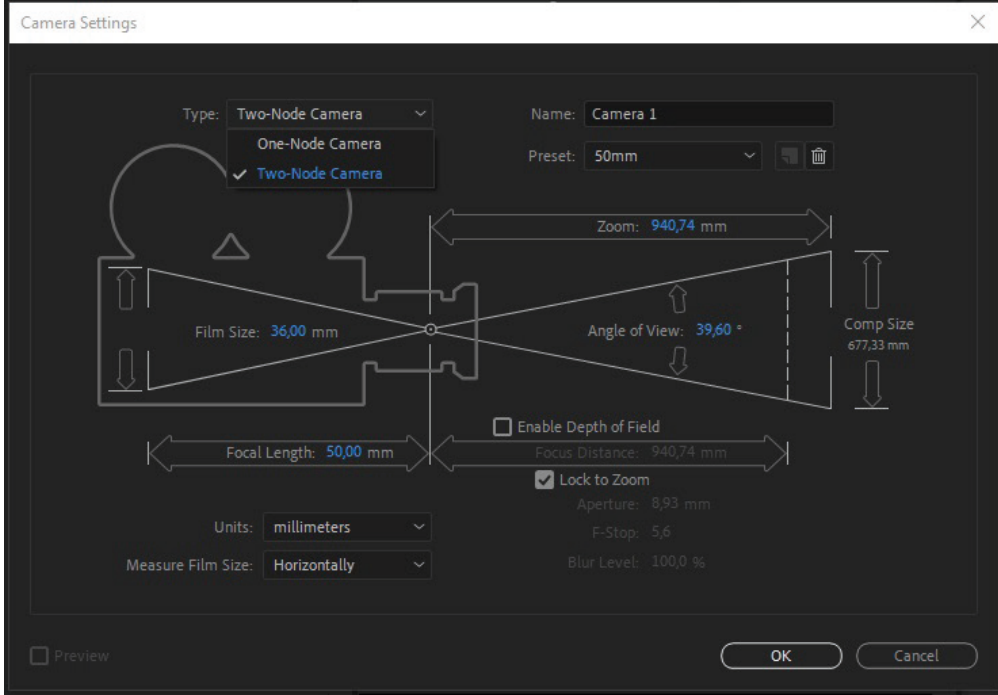 Camera Settings
Type: Two-Node Camera
One-Node Camera
Two-Node Camera
Name: Camera 1
Preset: 50mm
Zoom: 940,74 mm
Film Size: 36,00 mm
Angle of View: 39,60 °
Comp Size
677,33 mm
Enable Depth of Field
Focal Length: 50,00 mm
Focus Distance: 940,74 mm
Lock to Zoom
Aperture: 8,93 mm
F-Stop: 5,6
Blur Level: 100,0 %
Units: millimeters
Measure Film Size: Horizontally
Preview
OK
Cancel